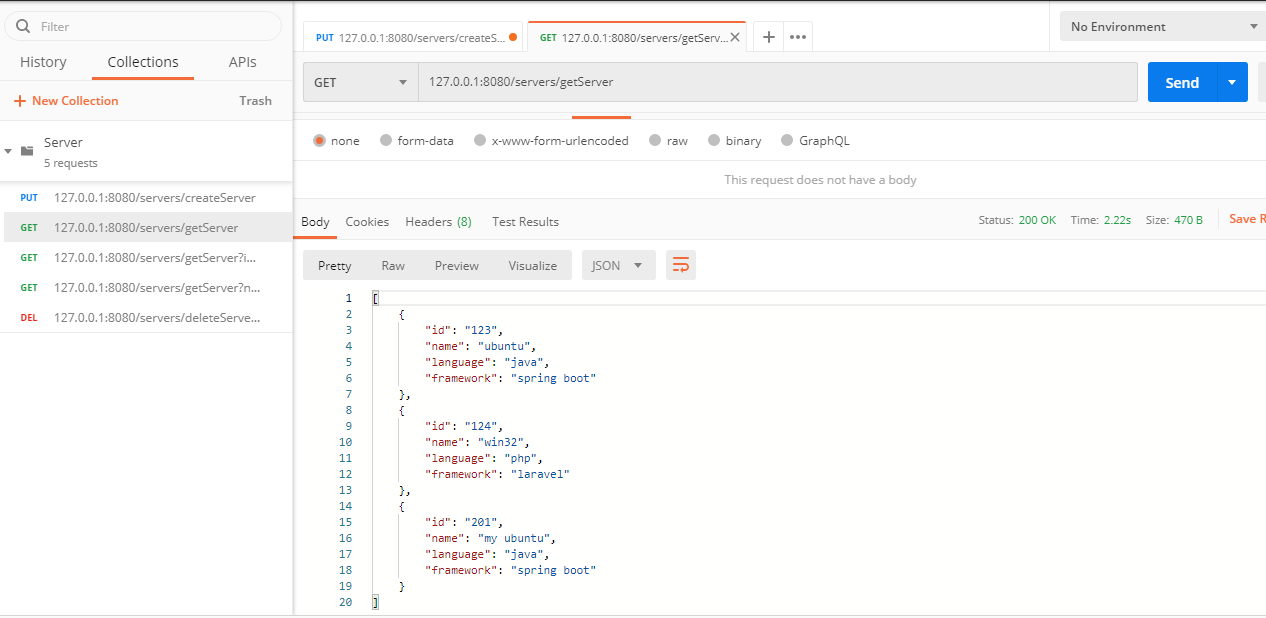 Filter
History Collections APIs
+ New Collection Trash
Server
5 requests
PUT 127.0.0.1:8080/servers/createServer
GET 127.0.0.1:8080/servers/getServer
GET 127.0.0.1:8080/servers/getServer?i...
GET 127.0.0.1:8080/servers/getServer?n...
DEL 127.0.0.1:8080/servers/deleteServe...
PUT 127.0.0.1:8080/servers/createS... GET 127.0.0.1:8080/servers/getServ... No Environment
GET 127.0.0.1:8080/servers/getServer Send
none form-data x-www-form-urlencoded raw binary GraphQL
This request does not have a body
Body Cookies Headers (8) Test Results Status: 200 OK Time: 2.22s Size: 470 B Save R
Pretty Raw Preview Visualize JSON
1 [
2 {
3 "id": "123",
4 "name": "ubuntu",
5 "language": "java",
6 "framework": "spring boot"
7 },
8 {
9 "id": "124",
10 "name": "win32",
11 "language": "php",
12 "framework": "laravel"
13 },
14 {
15 "id": "201",
16 "name": "my ubuntu",
17 "language": "java",
18 "framework": "spring boot"
19 }
20 ]